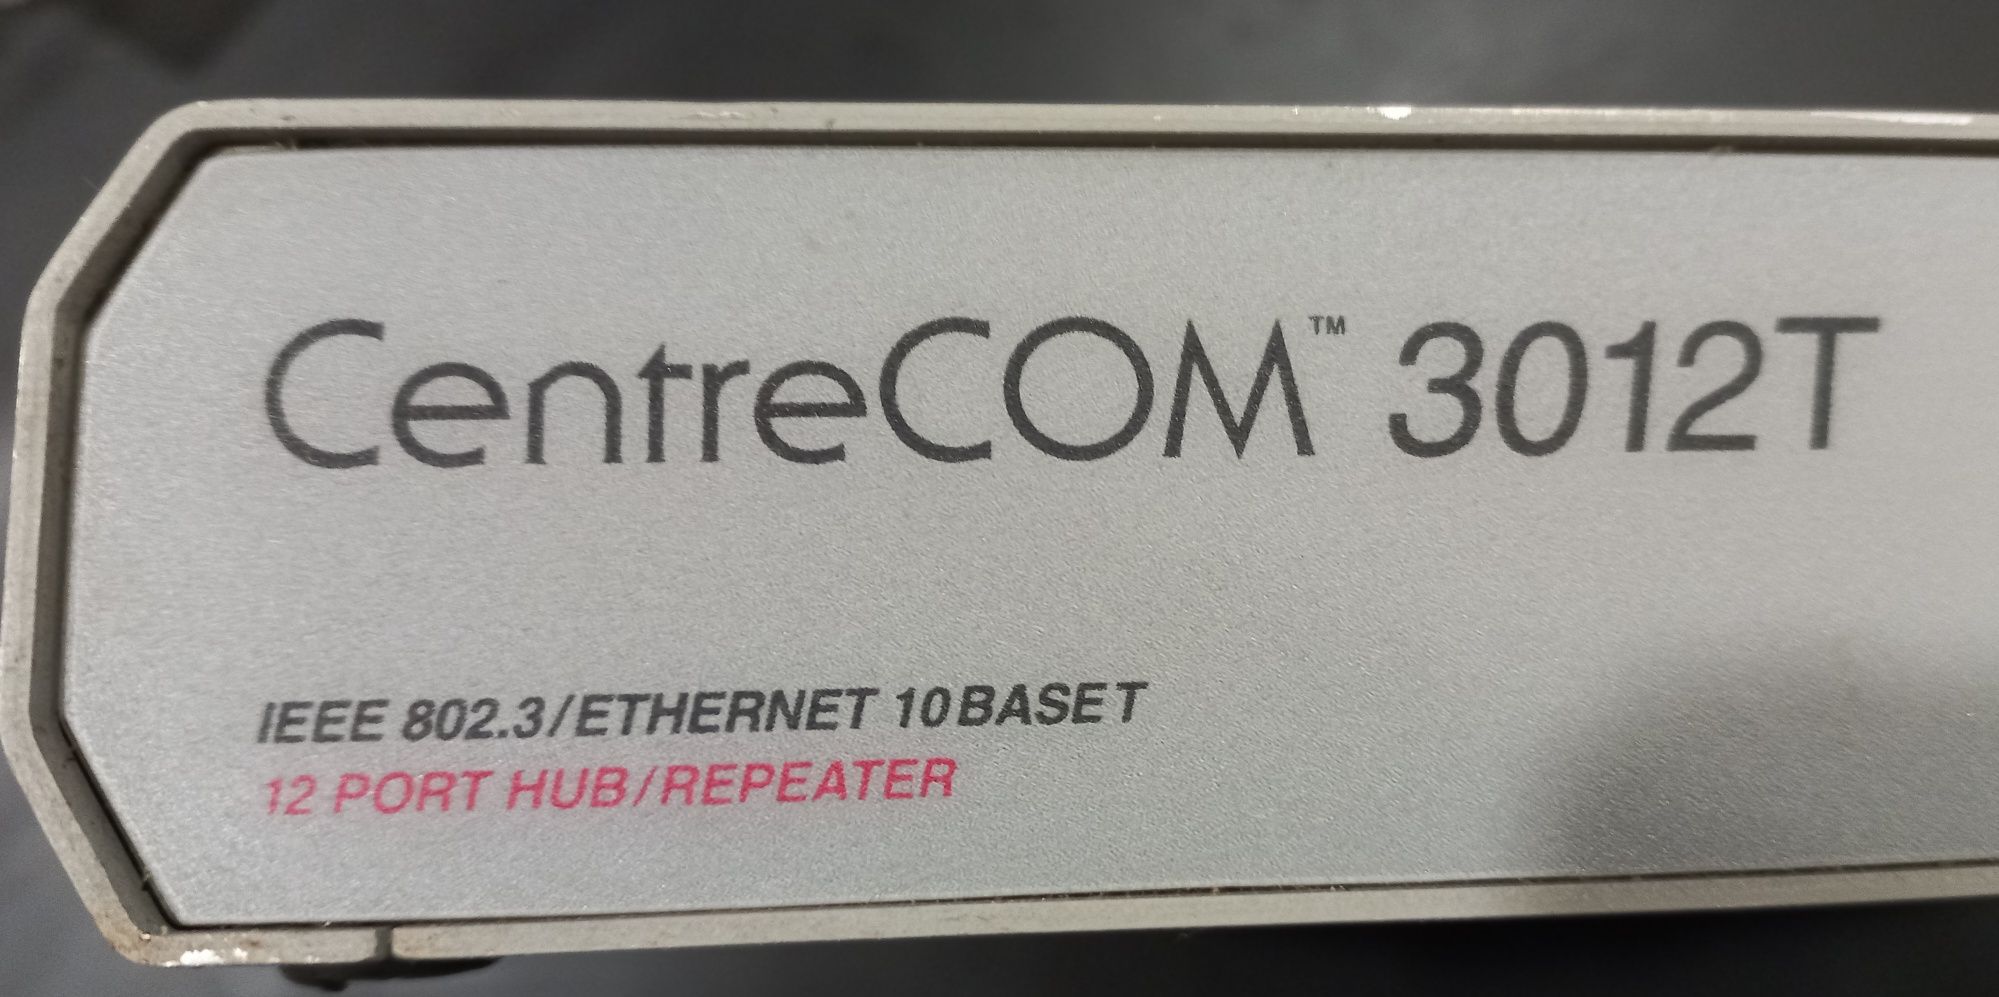 CentreCOM™ 3012T
IEEE 802.3/ETHERNET 10BASET
12 PORT HUB/REPEATER